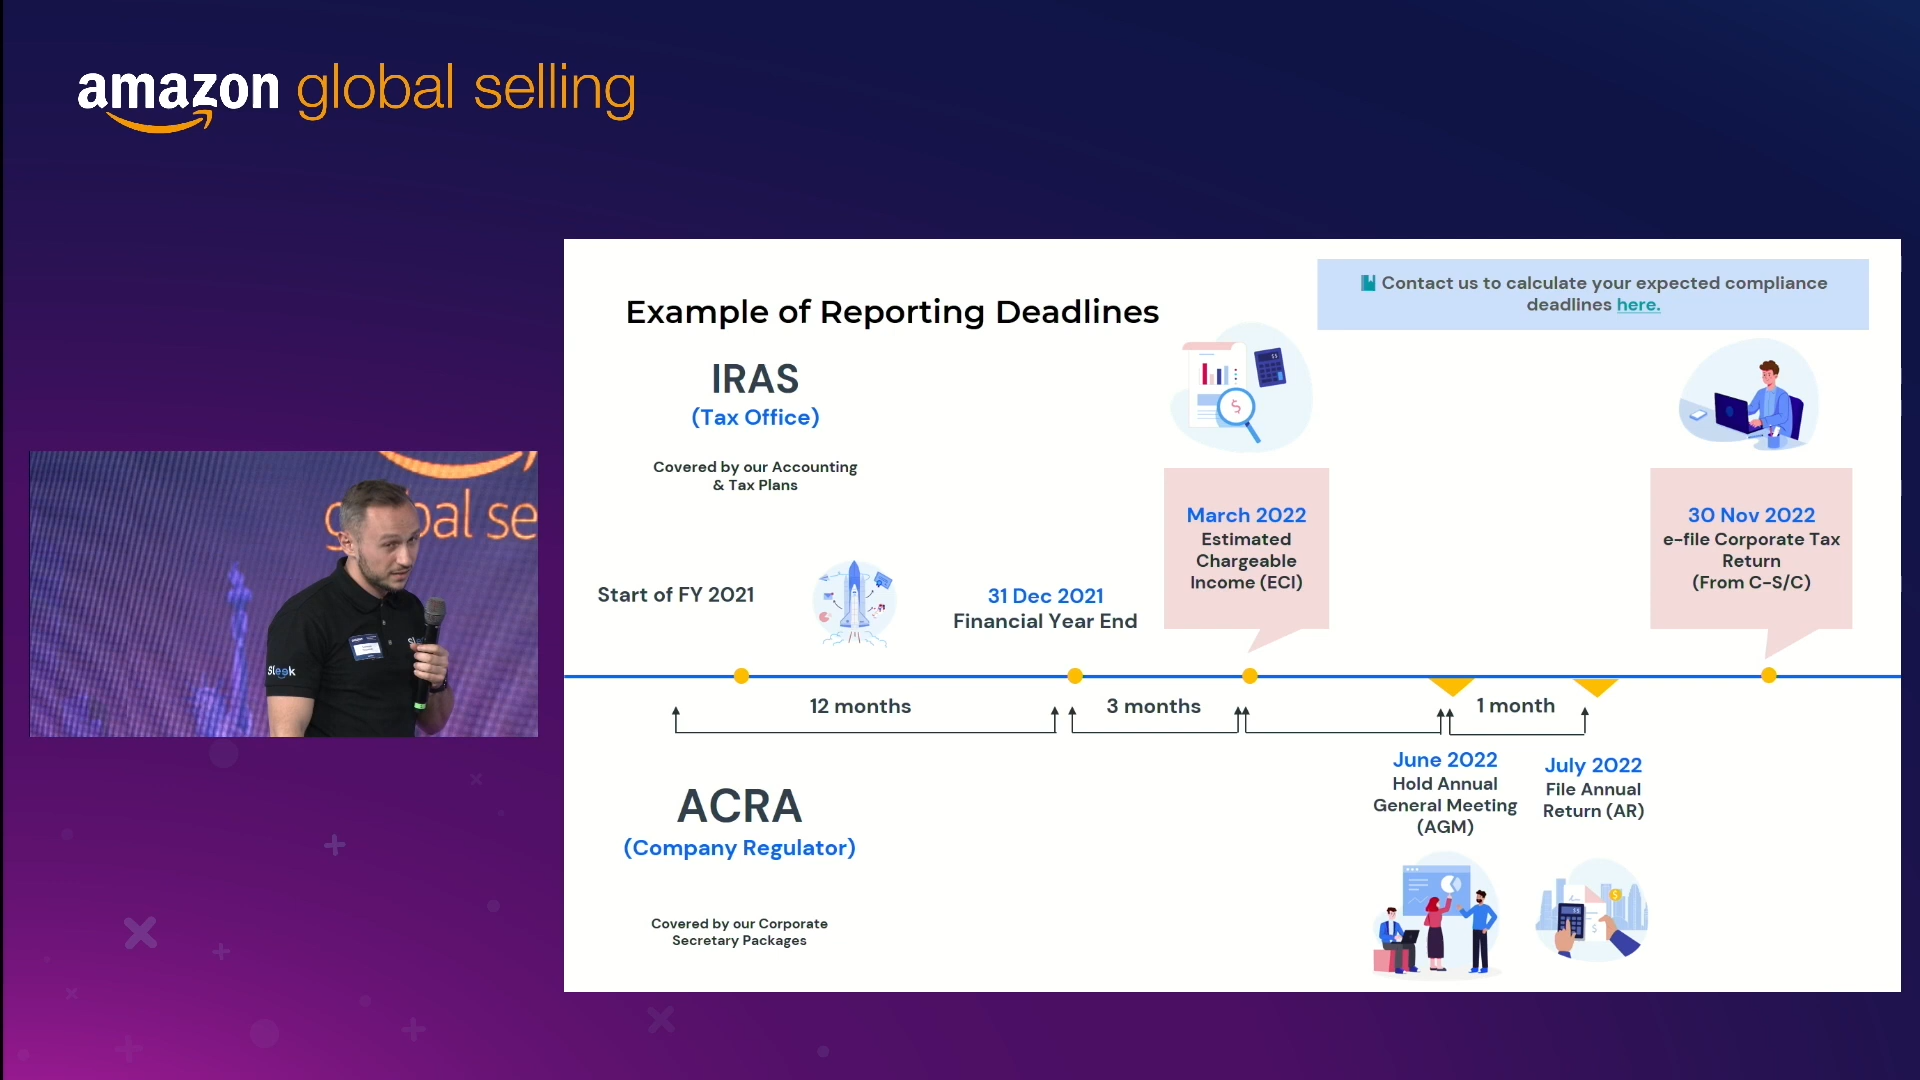 amazon global selling
Contact us to calculate your expected compliance
deadlines here.
Example of Reporting Deadlines
IRAS
(Tax Office)
Covered by our Accounting
& Tax Plans
March 2022
Estimated
Chargeable
Income (ECI)
30 Nov 2022
e-file Corporate Tax
Return
(From C-S/C)
Start of FY 2021
31 Dec 2021
Financial Year End
12 months
3 months
1 month
June 2022
Hold Annual
General Meeting
(AGM)
July 2022
File Annual
Return (AR)
ACRA
(Company Regulator)
Covered by our Corporate
Secretary Packages
Sleek